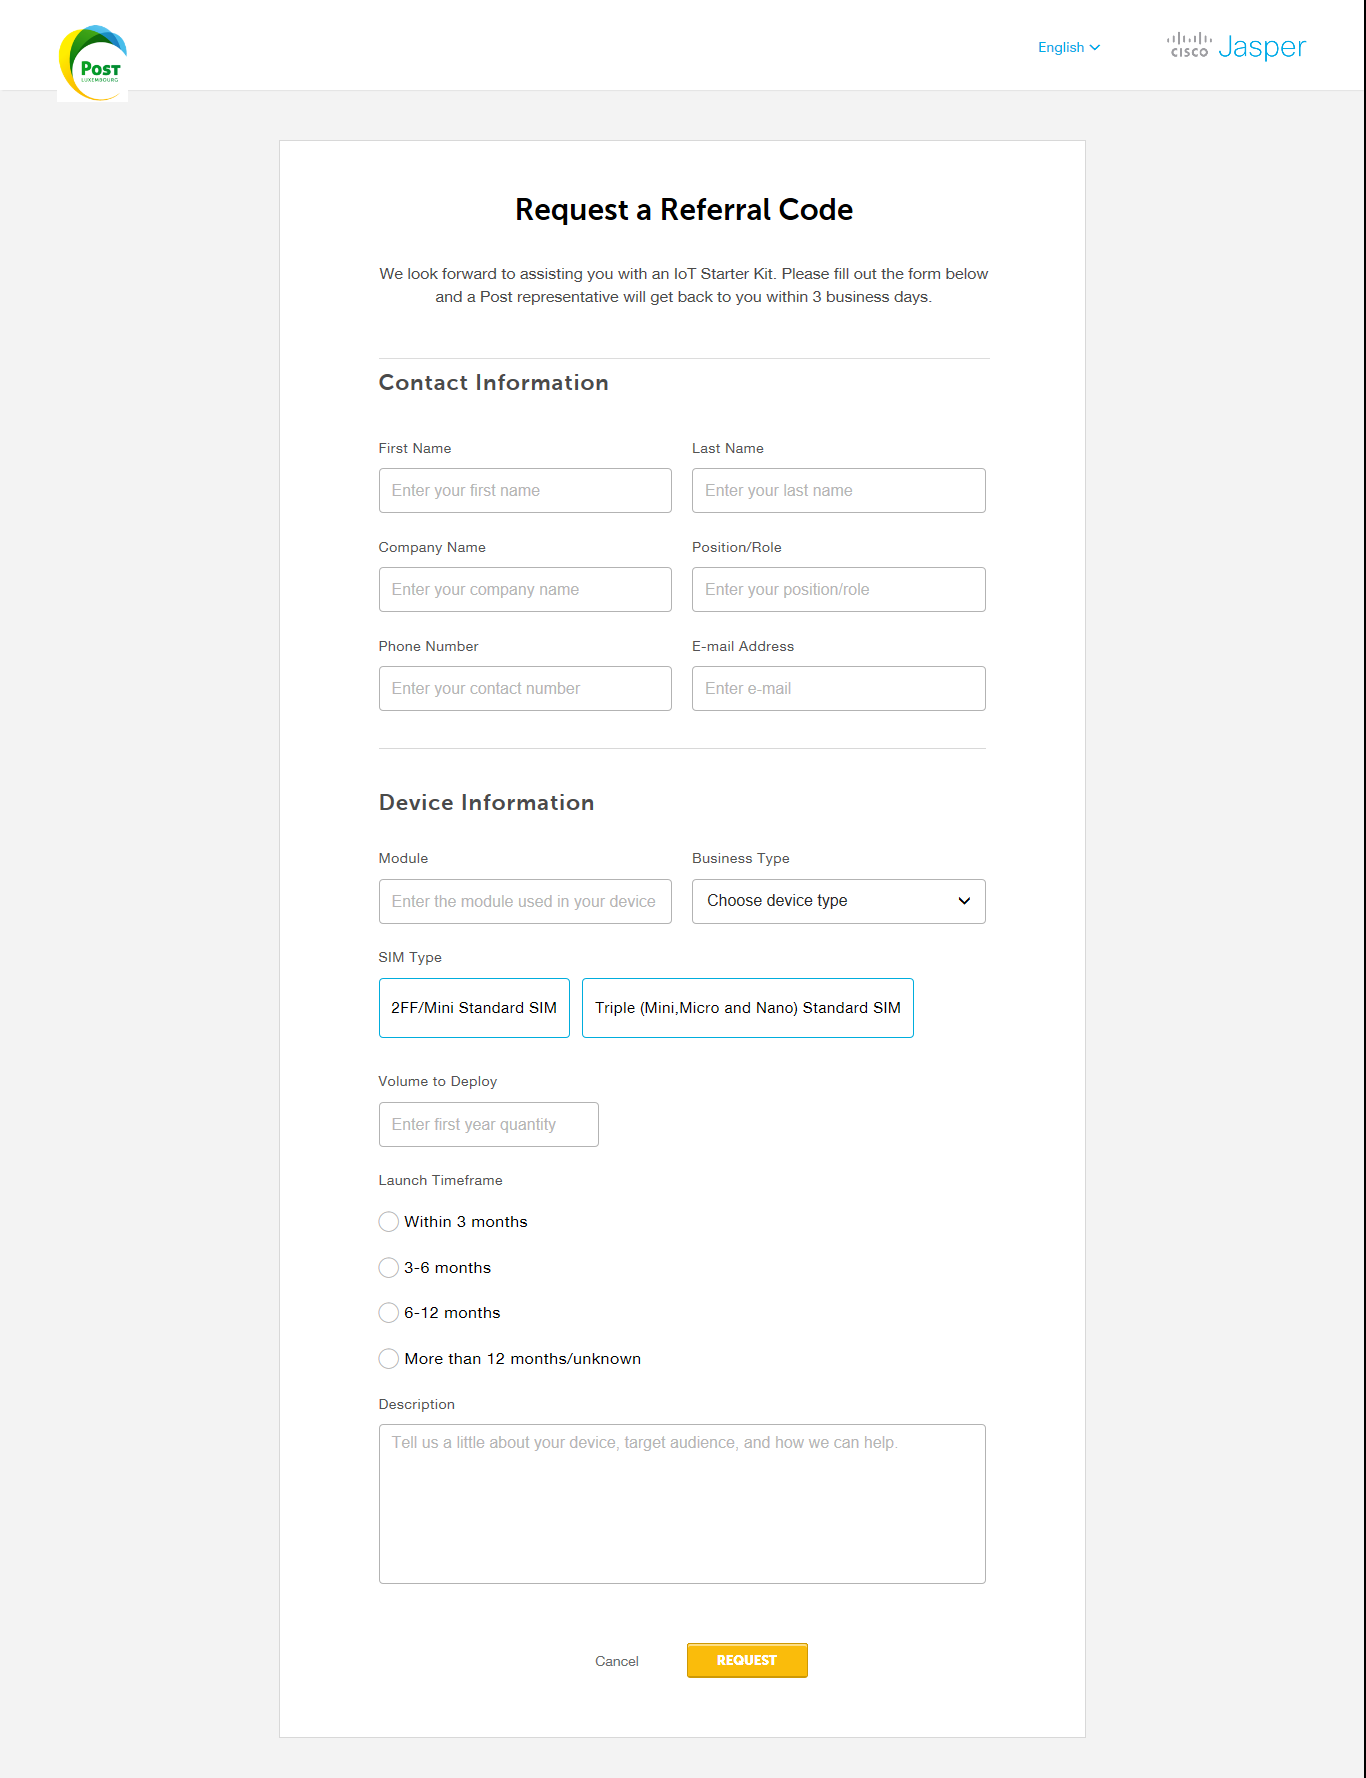 POST
LUXEMBOURG
English
CISCO Jasper
Request a Referral Code
We look forward to assisting you with an IoT Starter Kit. Please fill out the form below
and a Post representative will get back to you within 3 business days.
Contact Information
First Name
Last Name
Enter your first name
Enter your last name
Company Name
Position/Role
Enter your company name
Enter your position/role
Phone Number
E-mail Address
Enter your contact number
Enter e-mail
Device Information
Module
Business Type
Enter the module used in your device
Choose device type
SIM Type
2FF/Mini Standard SIM
Triple (Mini,Micro and Nano) Standard SIM
Volume to Deploy
Enter first year quantity
Launch Timeframe
Within 3 months
3-6 months
6-12 months
More than 12 months/unknown
Description
Tell us a little about your device, target audience, and how we can help.
Cancel
REQUEST